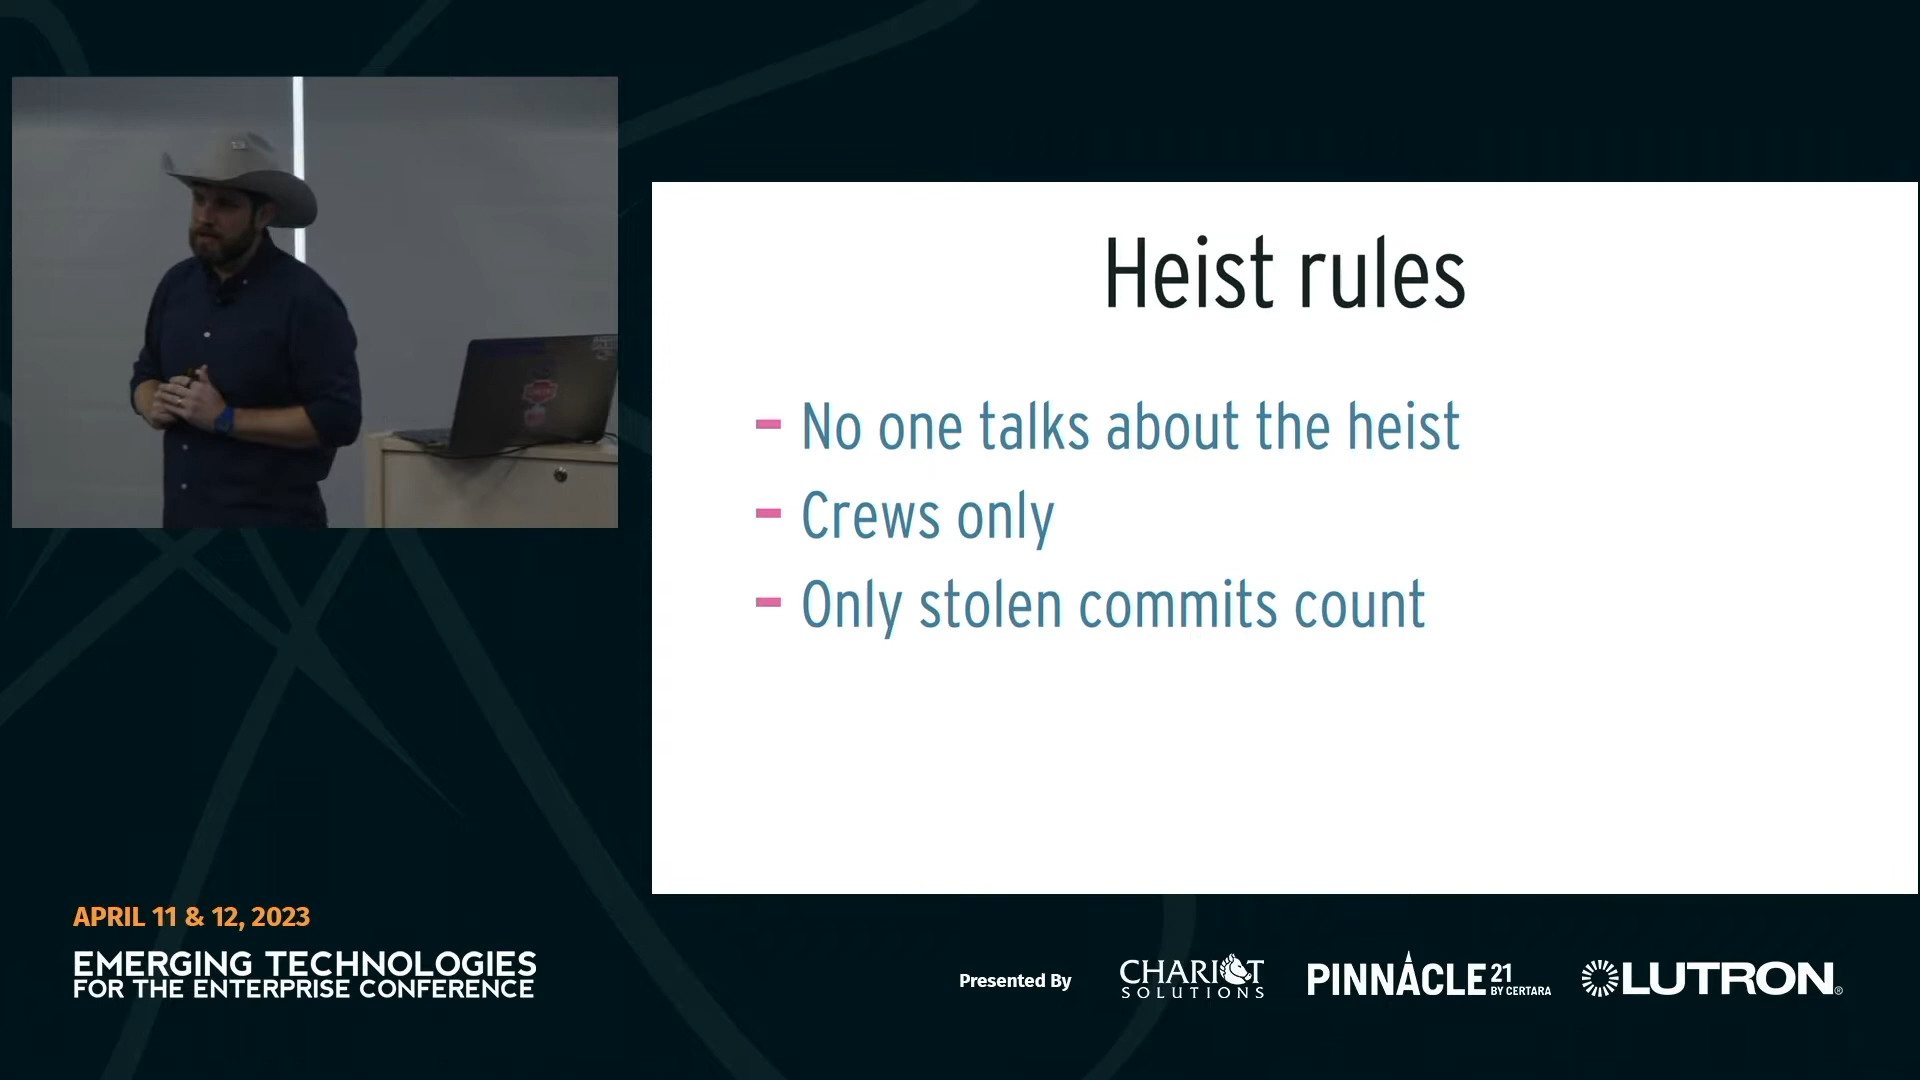 Heist rules
- No one talks about the heist
- Crews only
- Only stolen commits count
APRIL 11 & 12, 2023
EMERGING TECHNOLOGIES
FOR THE ENTERPRISE CONFERENCE
Presented By
CHARIOT
SOLUTIONS
PINNACLE 21
BY CERTARA
LUTRON®